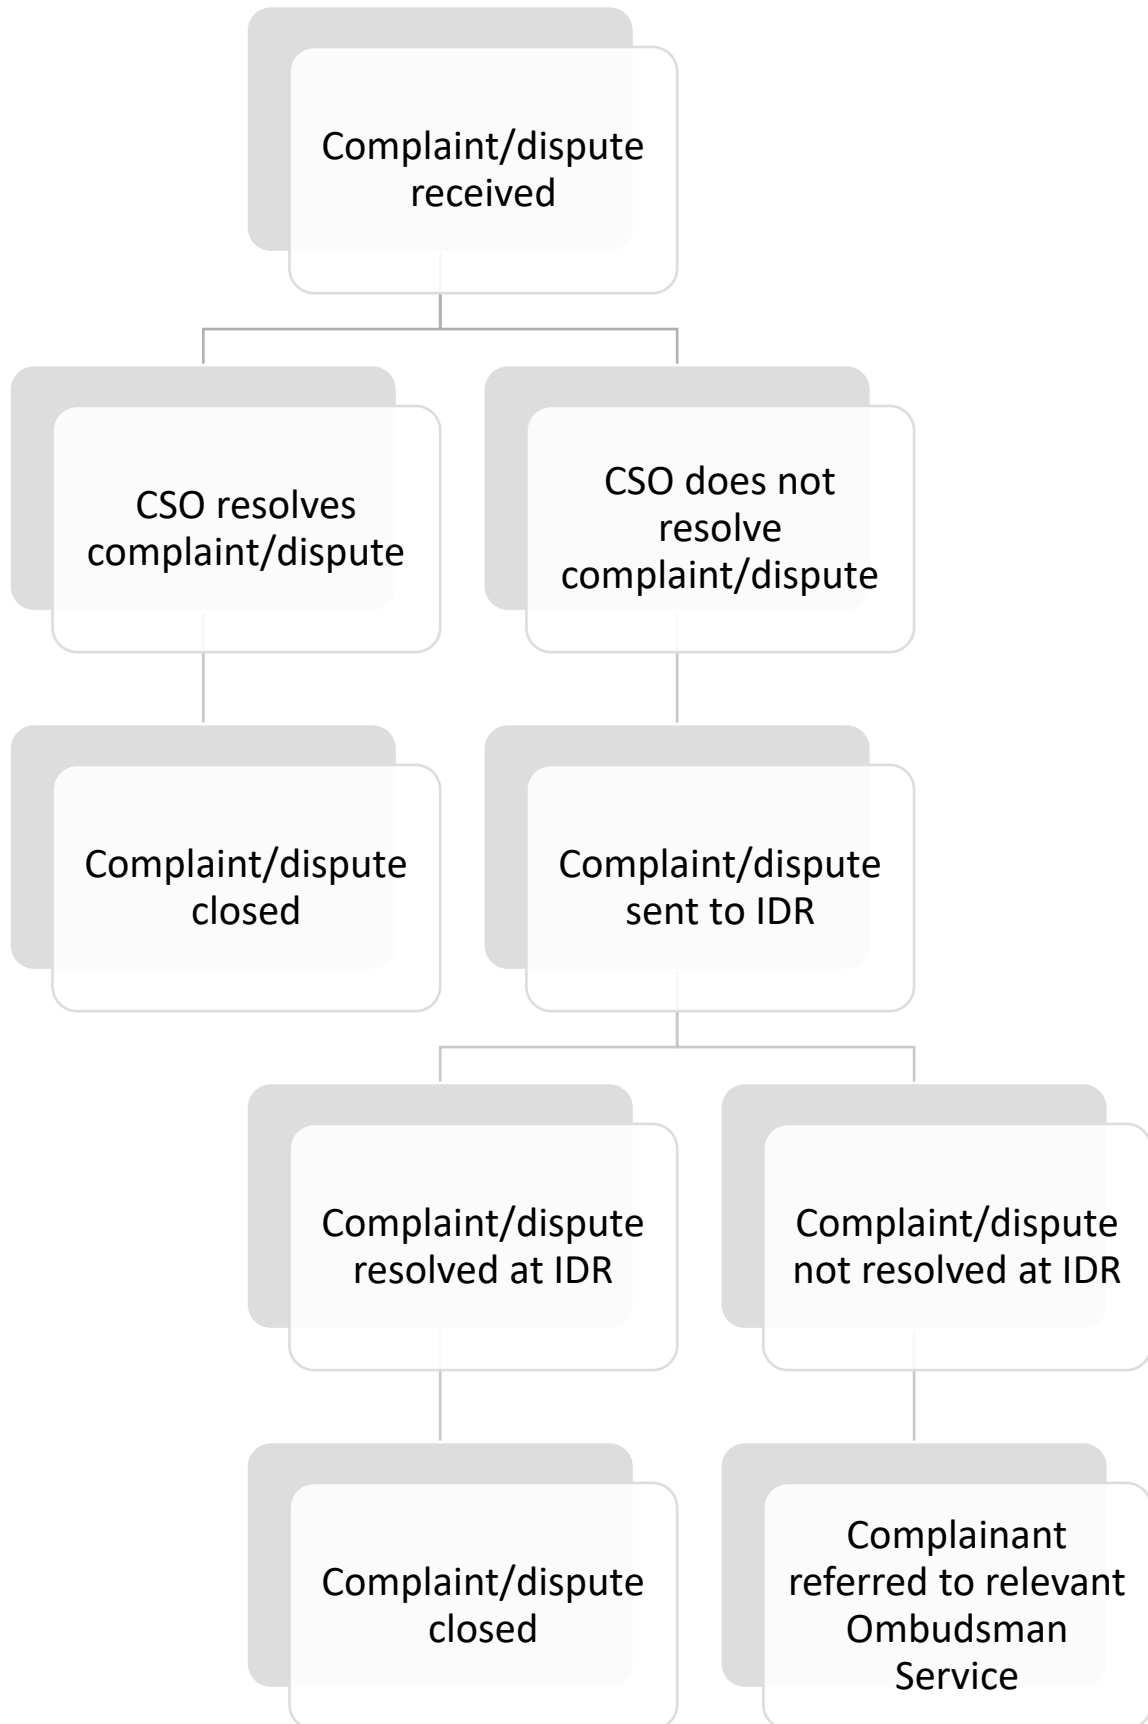 Complaint/dispute
received
CSO resolves
complaint/dispute
CSO does not
resolve
complaint/dispute
Complaint/dispute
closed
Complaint/dispute
sent to IDR
Complaint/dispute
resolved at IDR
Complaint/dispute
not resolved at IDR
Complaint/dispute
closed
Complainant
referred to relevant
Ombudsman
Service